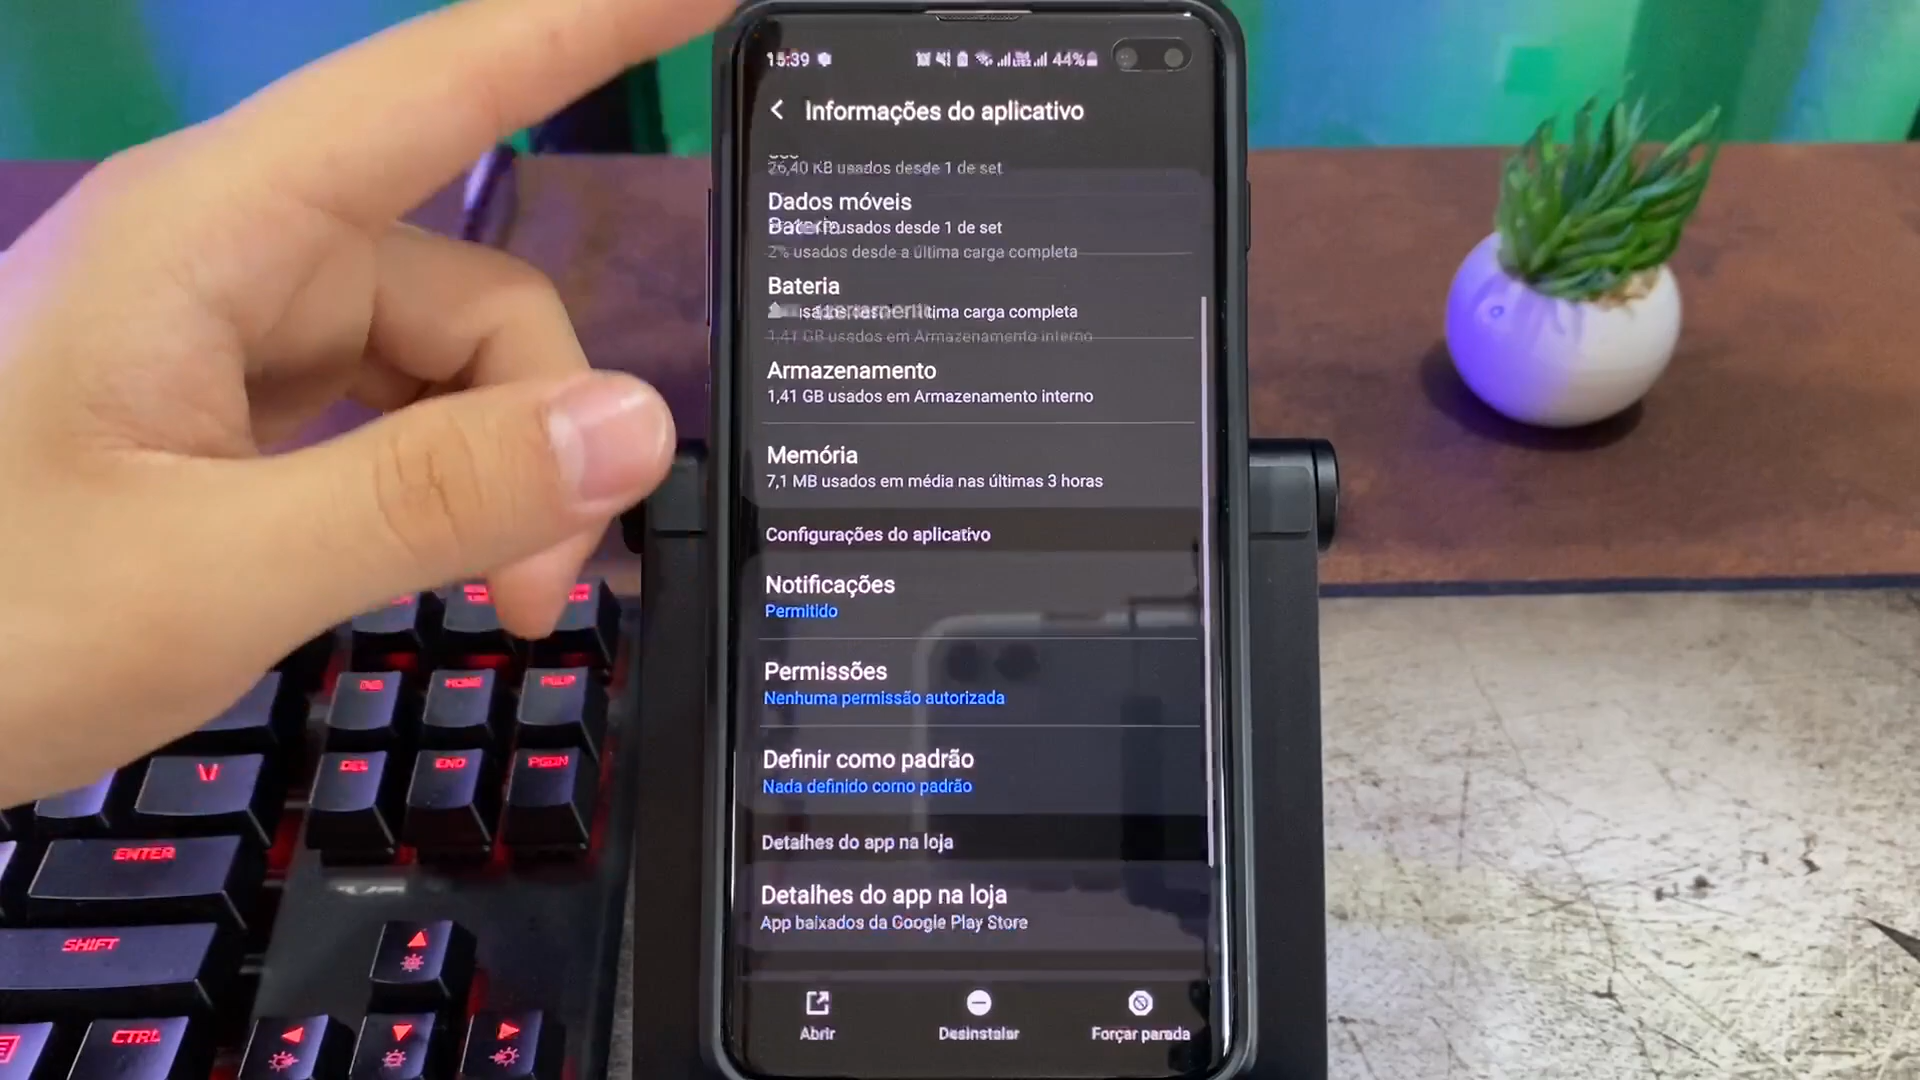 15:39
44%
Informações do aplicativo
26,40 KB usados desde 1 de set
Dados móveis
usados desde 1 de set
2% usados desde a última carga completa
Bateria
última carga completa
1,41 GB usados em Armazenamento interno
Armazenamento
1,41 GB usados em Armazenamento interno
Memória
7,1 MB usados em média nas últimas 3 horas
Configurações do aplicativo
Notificações
Permitido
Permissões
Nenhuma permissão autorizada
Definir como padrão
Nada definido como padrão
Detalhes do app na loja
Detalhes do app na loja
App baixados da Google Play Store
Abrir
Desinstalar
Forçar parada
INS
HOME
PGUP
DEL
END
PGDN
\|
ENTER
SHIFT
CTRL